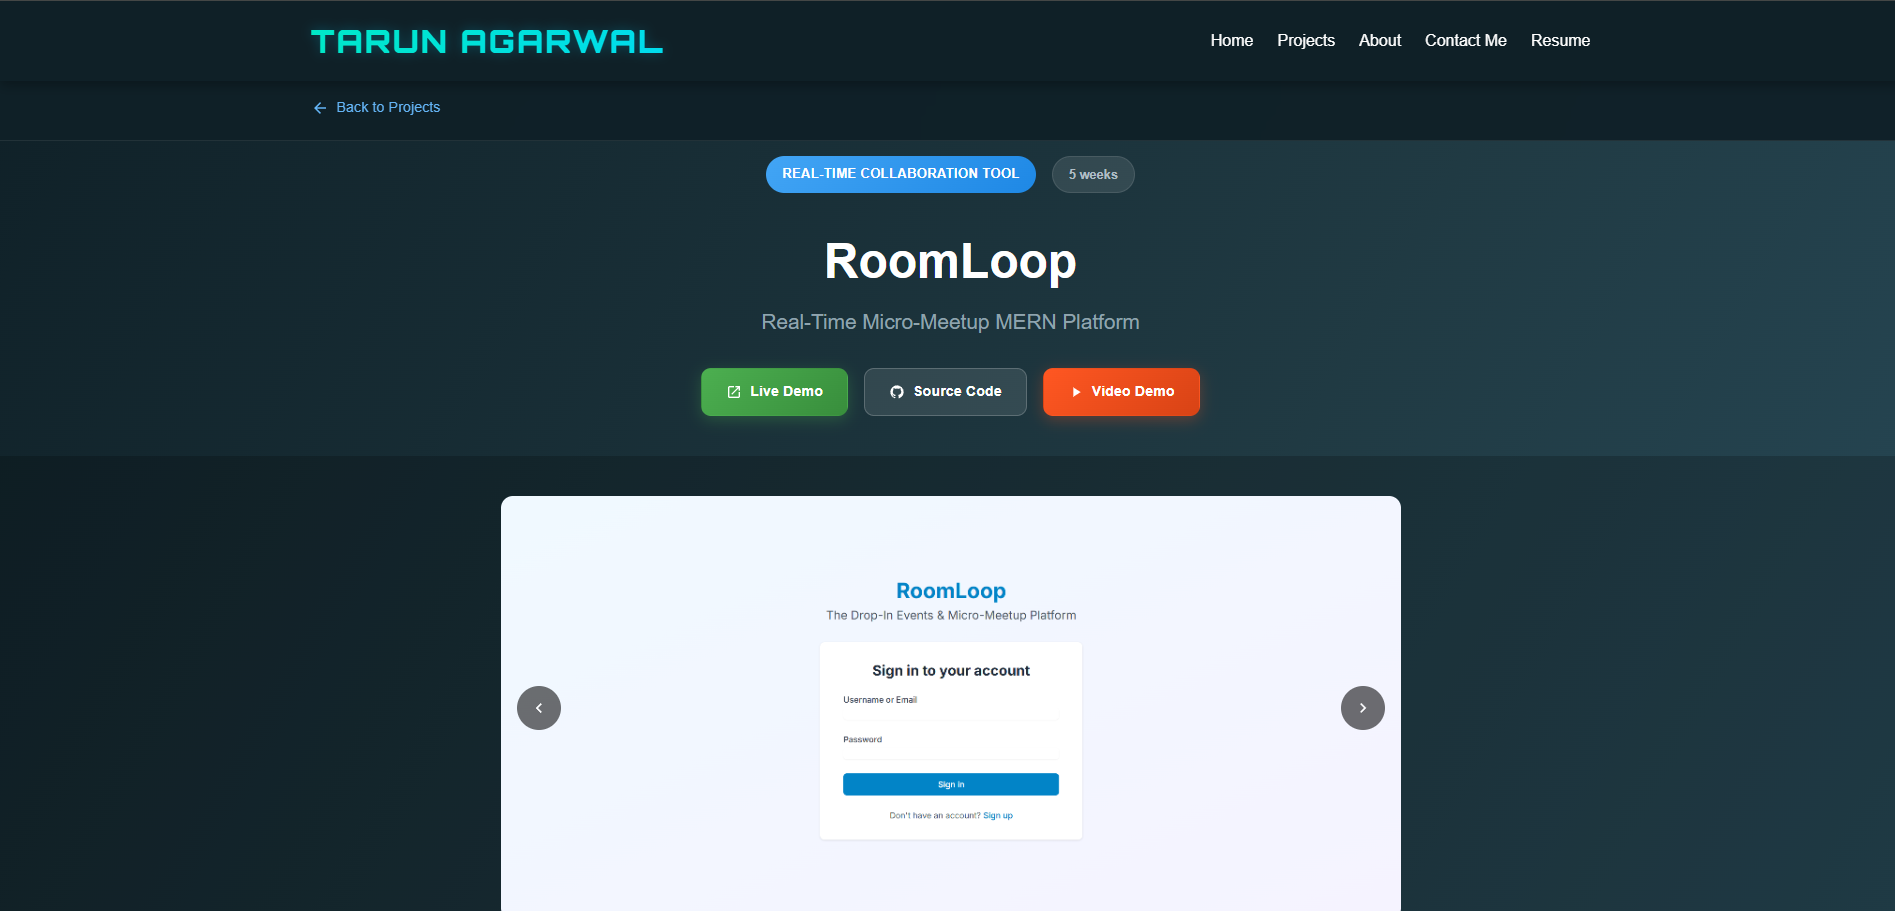 TARUN AGARWAL
Home Projects About Contact Me Resume
Back to Projects
REAL-TIME COLLABORATION TOOL 5 weeks
RoomLoop
Real-Time Micro-Meetup MERN Platform
Live Demo Source Code Video Demo
RoomLoop
The Drop-In Events & Micro-Meetup Platform
Sign in to your account
Username or Email
Password
Sign In
Don't have an account? Sign up